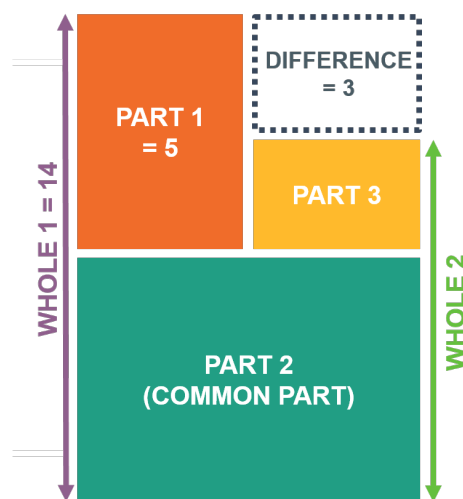 WHOLE 1 = 14
PART 1
= 5
DIFFERENCE
= 3
PART 3
WHOLE 2
PART 2
(COMMON PART)